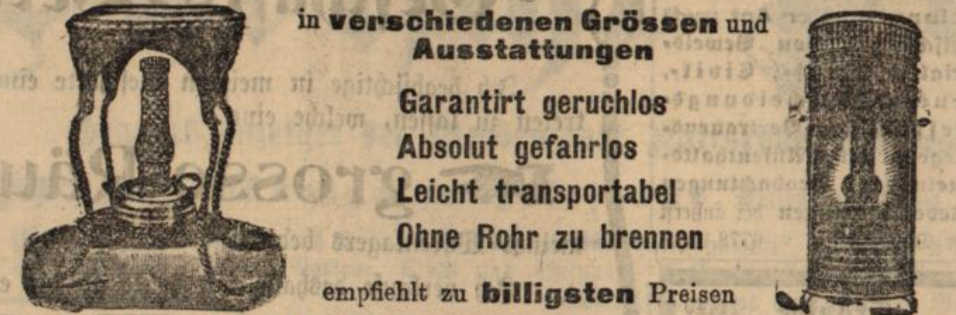 in verschiedenen Grössen und
Ausstattungen
Garantirt geruchlos
Absolut gefahrlos
Leicht transportabel
Ohne Rohr zu brennen
empfiehlt zu billigsten Preisen